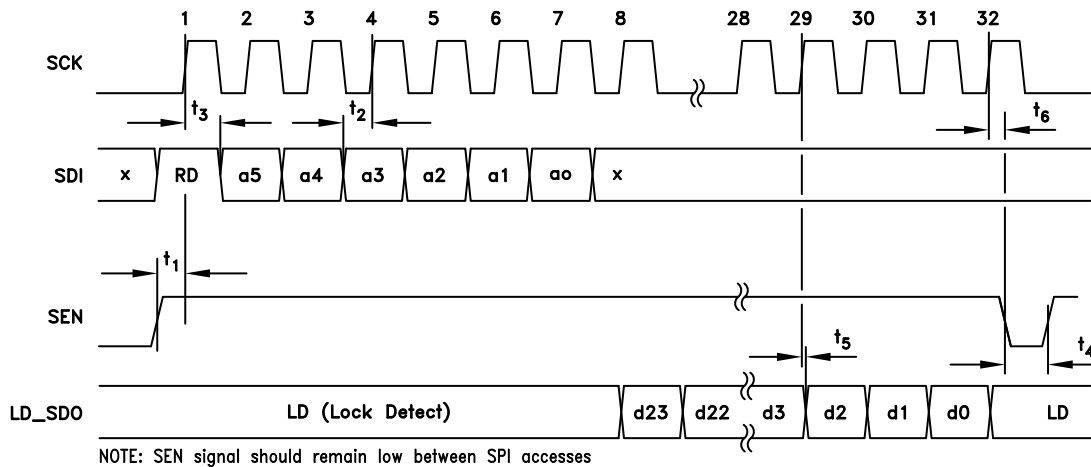 1 2 3 4 5 6 7 8 28 29 30 31 32
SCK
t3 t2 t6
SDI x RD a5 a4 a3 a2 a1 ao x
t1
SEN
t5 t4
LD_SDO LD (Lock Detect) d23 d22 d3 d2 d1 d0 LD
NOTE: SEN signal should remain low between SPI accesses